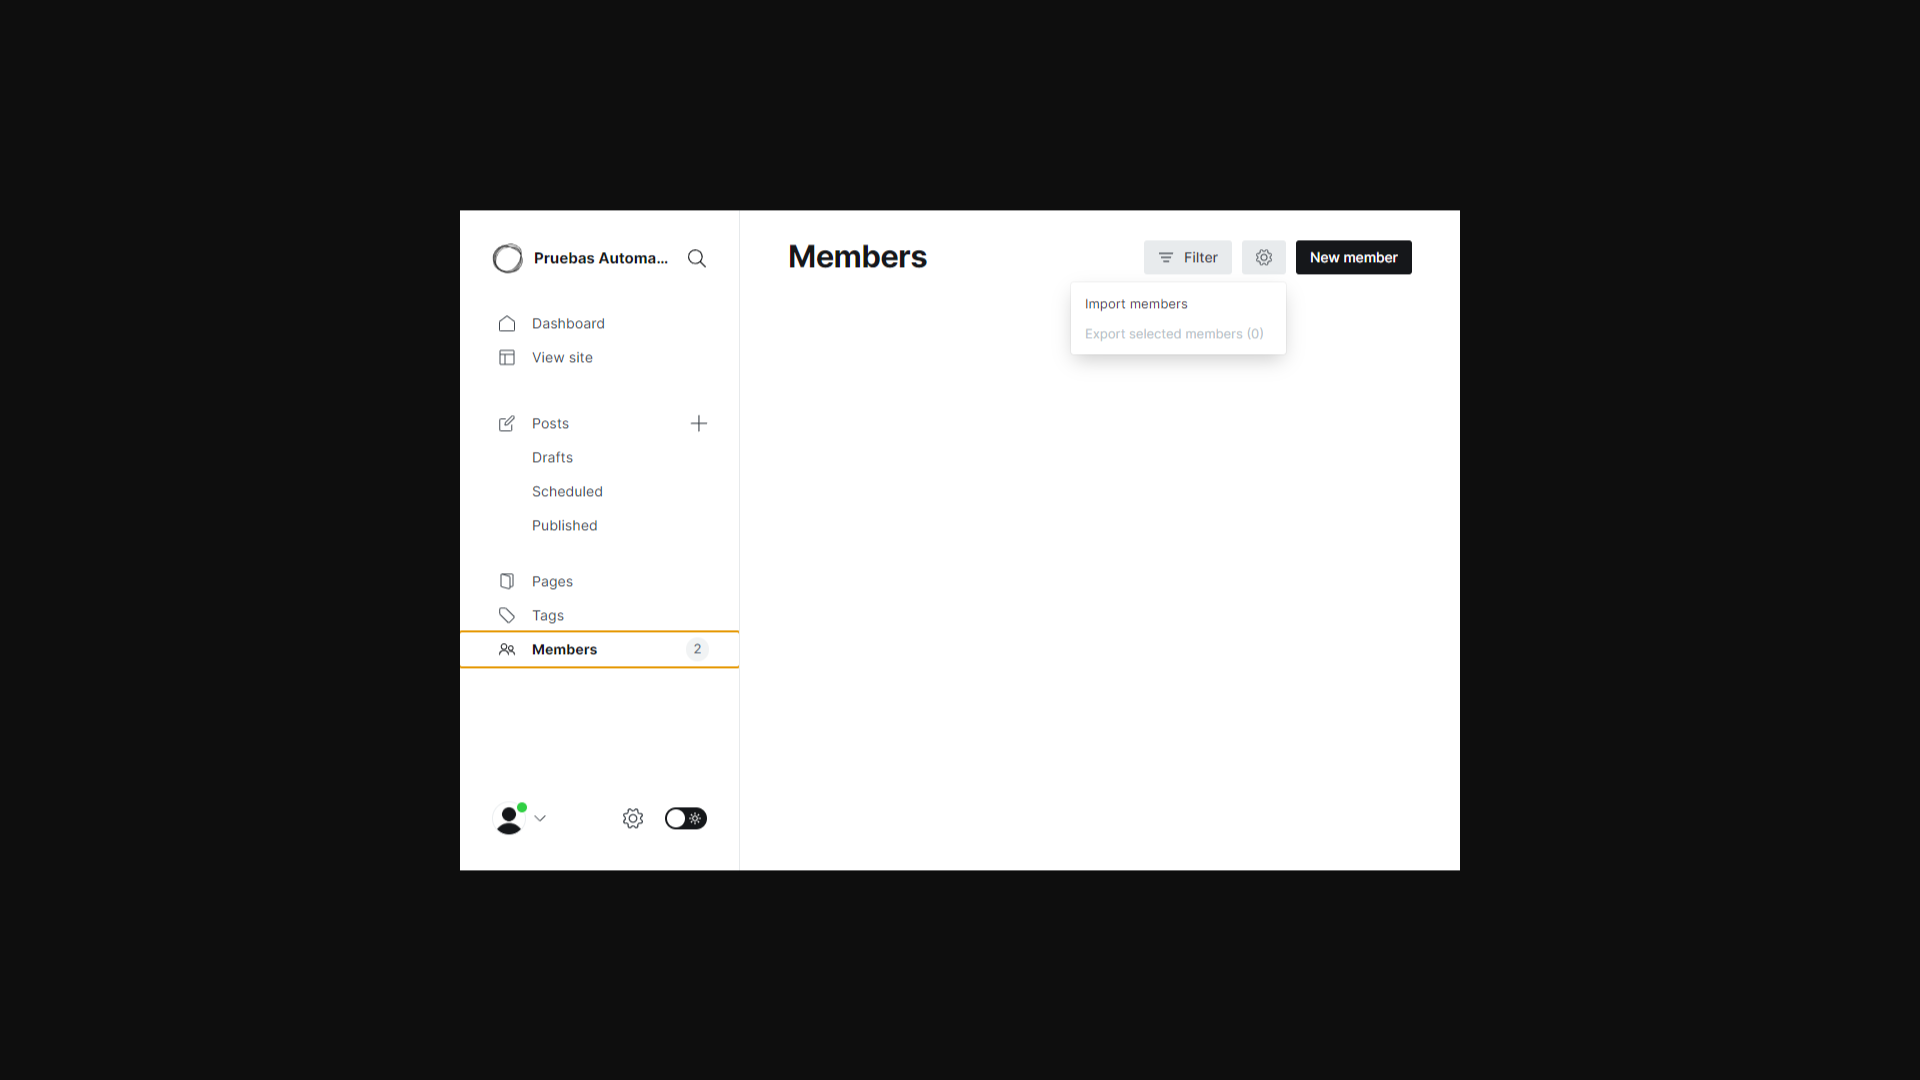 Pruebas Automa...
Dashboard
View site
Posts
Drafts
Scheduled
Published
Pages
Tags
Members 2
Members
Filter
New member
Import members
Export selected members (0)